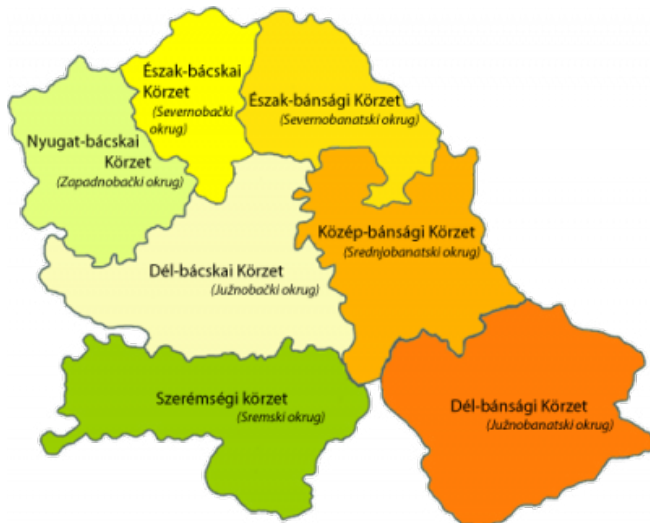 Észak-bácskai
Körzet
(Severnobački
okrug)
Észak-bánsági Körzet
(Severnobanatski okrug)
Nyugat-bácskai
Körzet
(Zapadnobački okrug)
Közép-bánsági Körzet
(Srednjobanatski okrug)
Dél-bácskai Körzet
(Južnobački okrug)
Szerémségi körzet
(Sremski okrug)
Dél-bánsági Körzet
(Južnobanatski okrug)